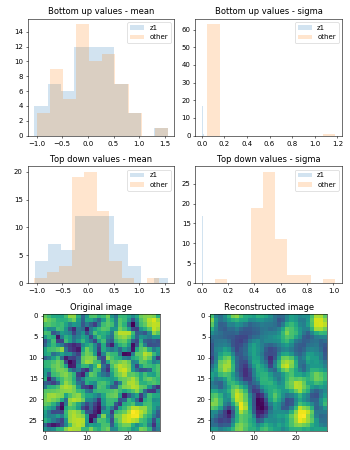 Bottom up values - mean
Bottom up values - sigma
14
12
10
8
6
4
2
0
z1
other
−1.0 −0.5 0.0 0.5 1.0 1.5
60
50
40
30
20
10
0
z1
other
0.0 0.2 0.4 0.6 0.8 1.0 1.2
Top down values - mean
Top down values - sigma
20
15
10
5
0
z1
other
−1.0 −0.5 0.0 0.5 1.0 1.5
25
20
15
10
5
0
z1
other
0.0 0.2 0.4 0.6 0.8 1.0
Original image
Reconstructed image
0
5
10
15
20
25
0 10 20
0
5
10
15
20
25
0 10 20